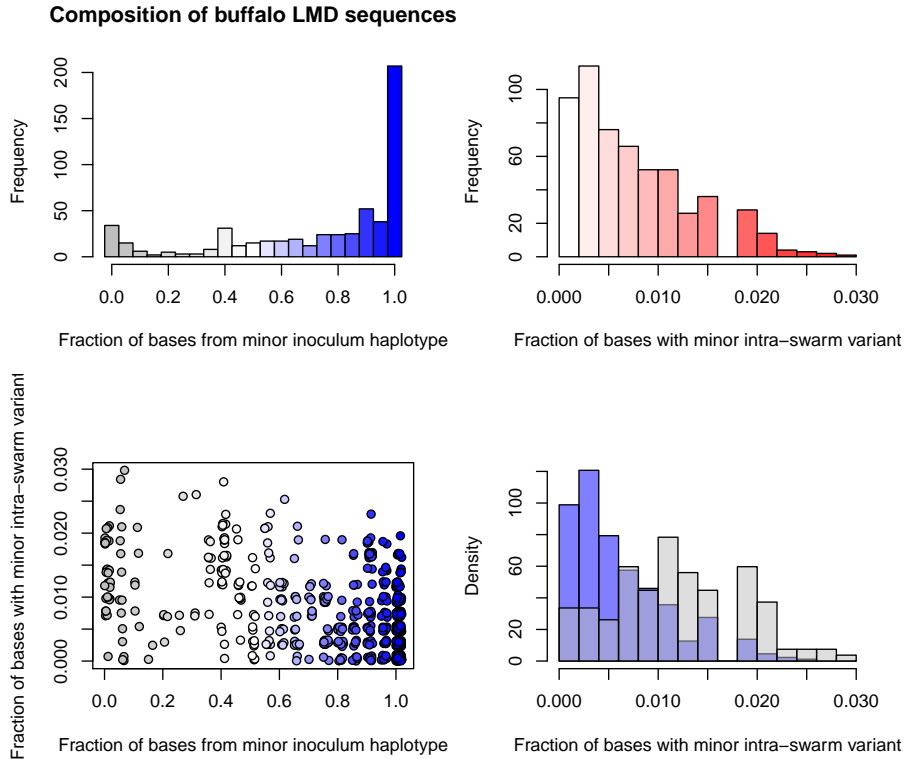 Composition of buffalo LMD sequences
Frequency
0 50 100 150 200
0.0 0.2 0.4 0.6 0.8 1.0
Fraction of bases from minor inoculum haplotype
Frequency
0 20 60 100
0.000 0.010 0.020 0.030
Fraction of bases with minor intra−swarm variant
Fraction of bases with minor intra−swarm variant
0.000 0.010 0.020 0.030
0.0 0.2 0.4 0.6 0.8 1.0
Fraction of bases from minor inoculum haplotype
Density
0 20 60 100
0.000 0.010 0.020 0.030
Fraction of bases with minor intra−swarm variant